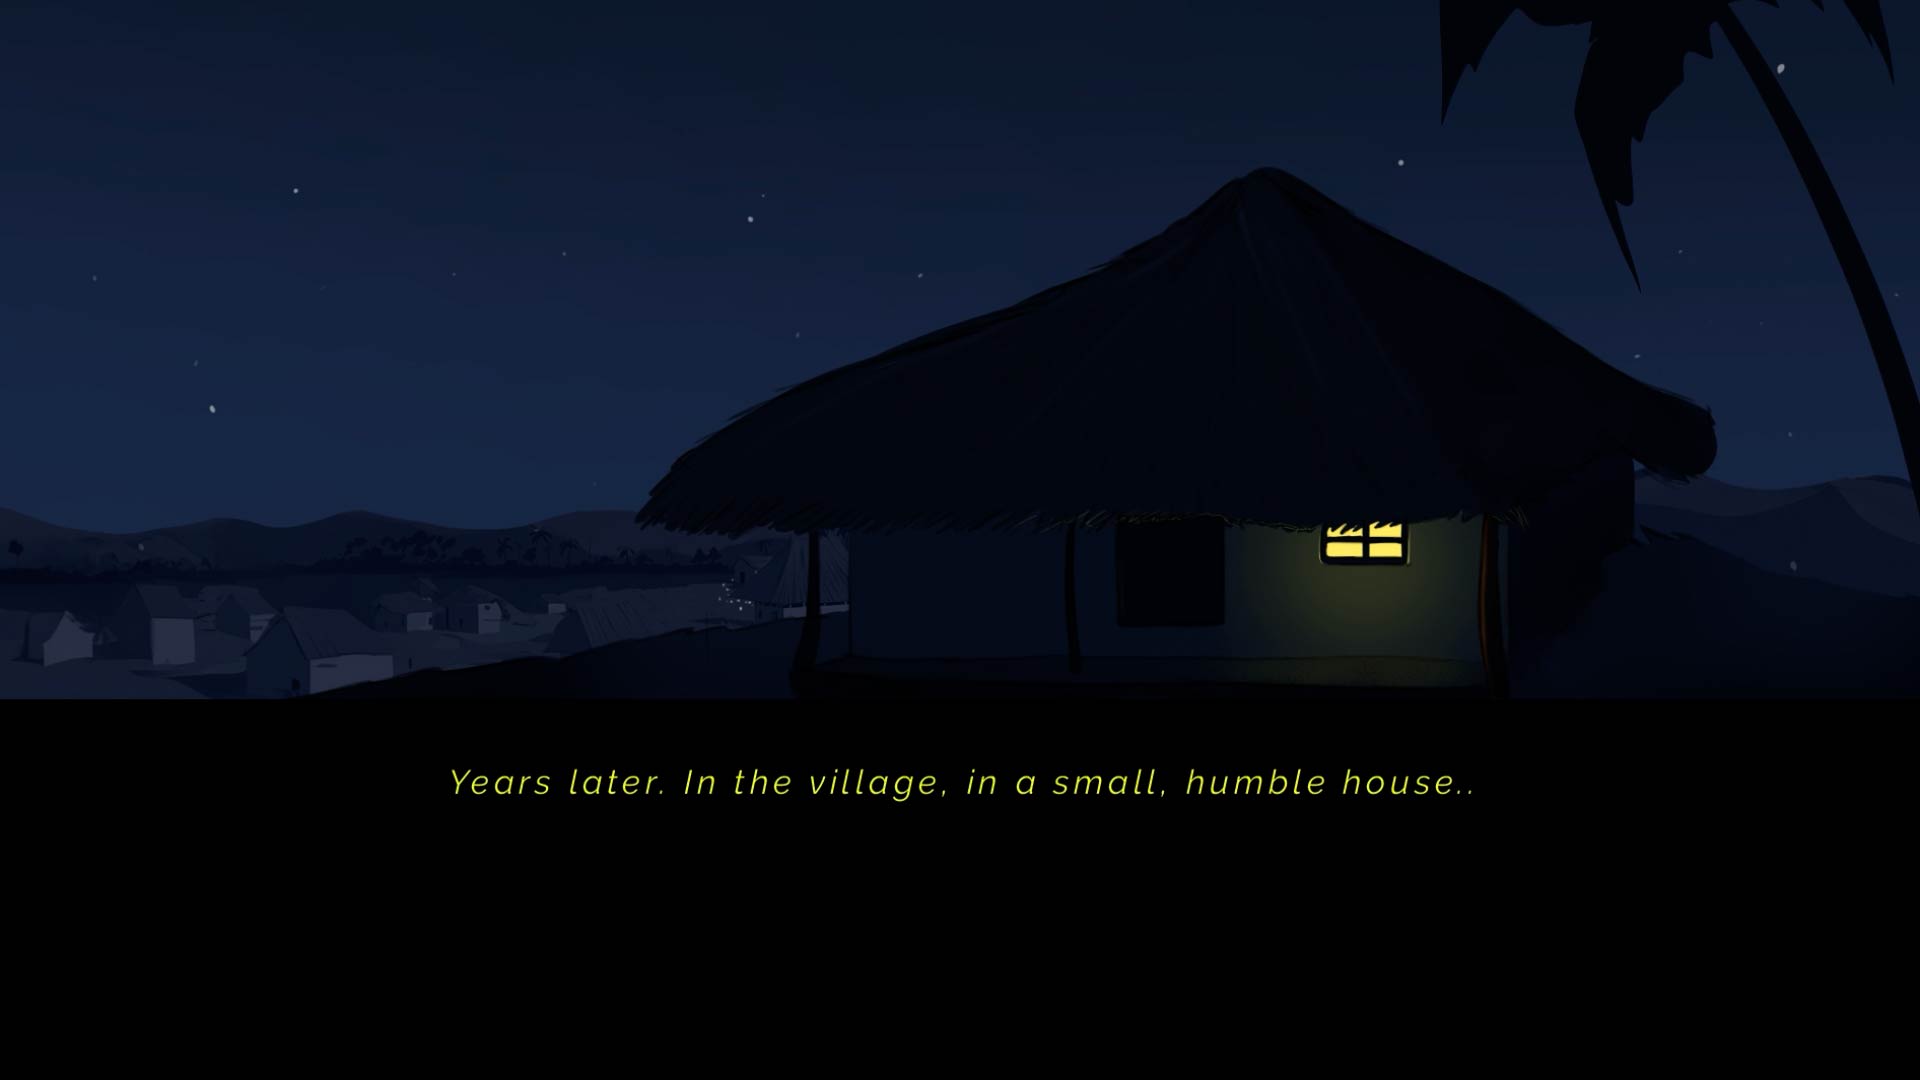 Years later. In the village, in a small, humble house..